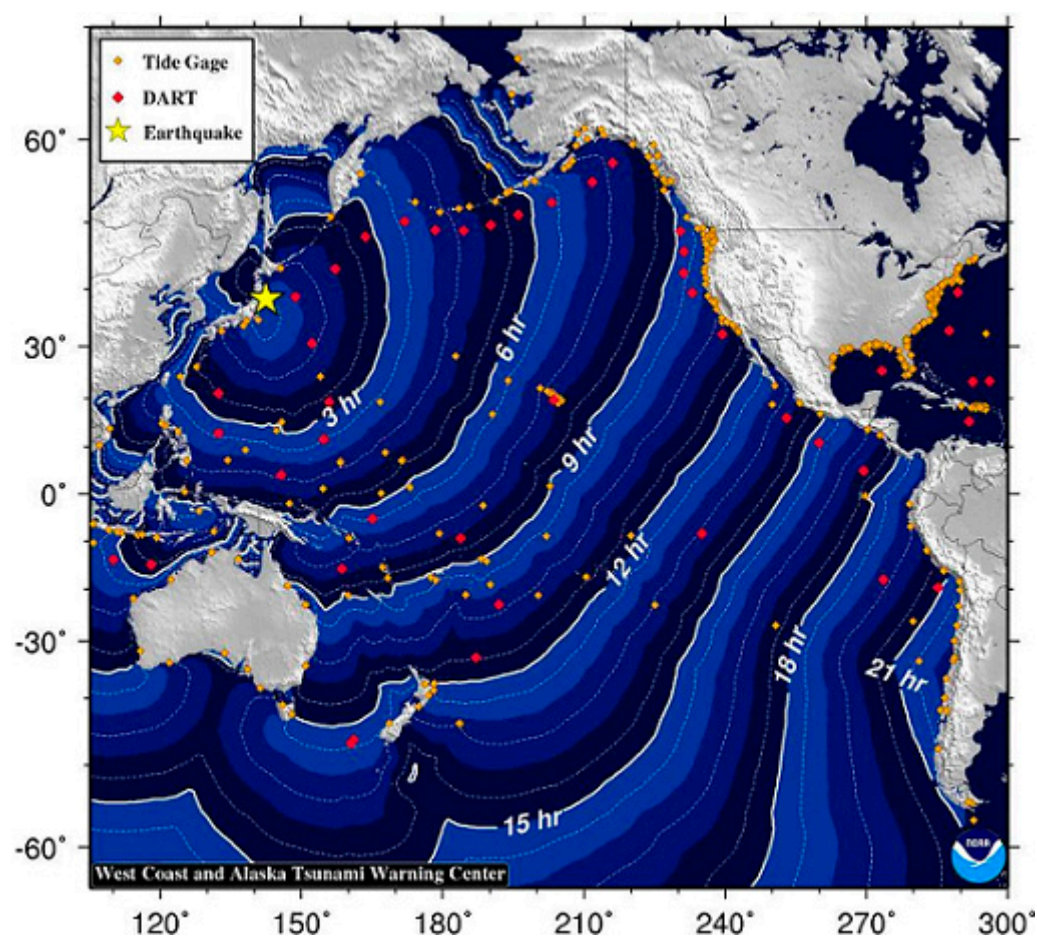 Tide Gage
DART
Earthquake
60°
30°
0°
-30°
-60°
3 hr
6 hr
9 hr
12 hr
15 hr
18 hr
21 hr
NOAA
West Coast and Alaska Tsunami Warning Center
120°
150°
180°
210°
240°
270°
300°